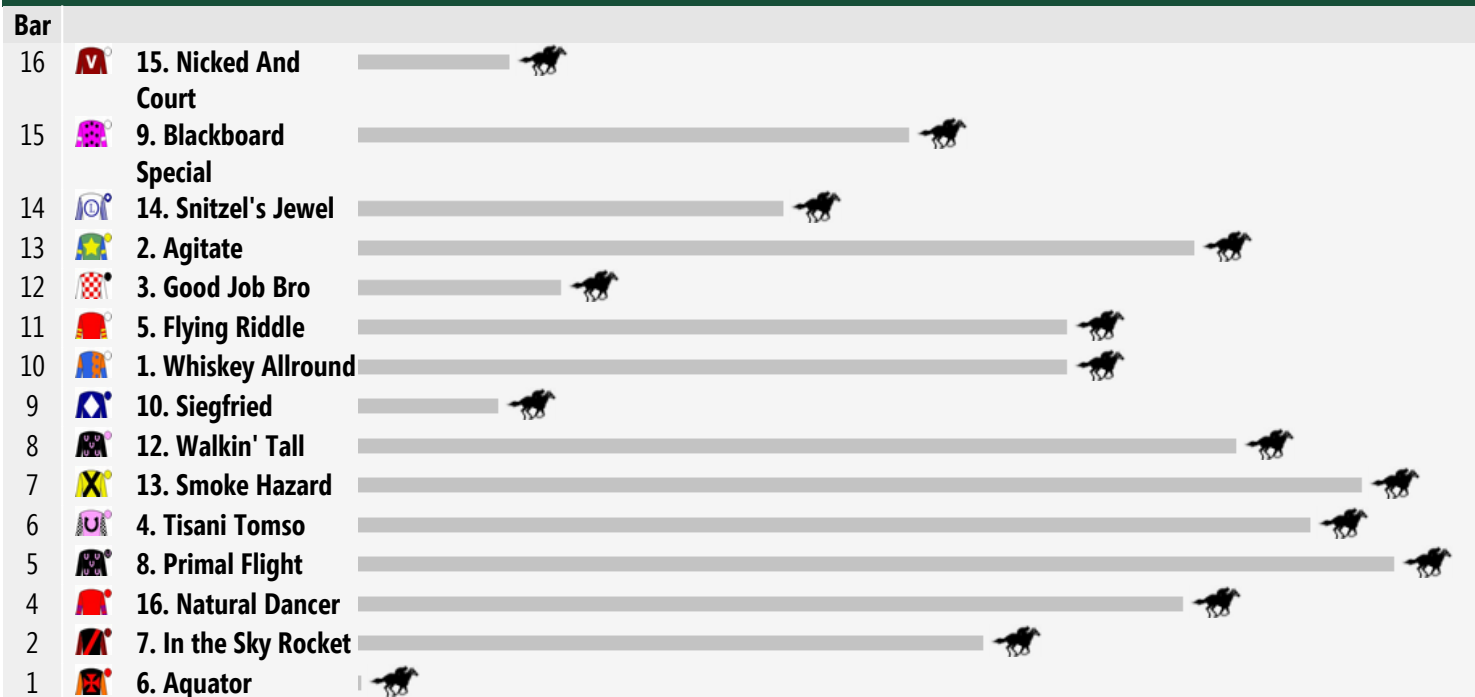 Bar
16 V 15. Nicked And
Court
15 9. Blackboard
Special
14 L 14. Snitzel's Jewel
13 2. Agitate
12 3. Good Job Bro
11 5. Flying Riddle
10 1. Whiskey Allround
9 10. Siegfried
8 12. Walkin' Tall
7 13. Smoke Hazard
6 4. Tisani Tomso
5 8. Primal Flight
4 16. Natural Dancer
2 7. In the Sky Rocket
1 6. Aquator